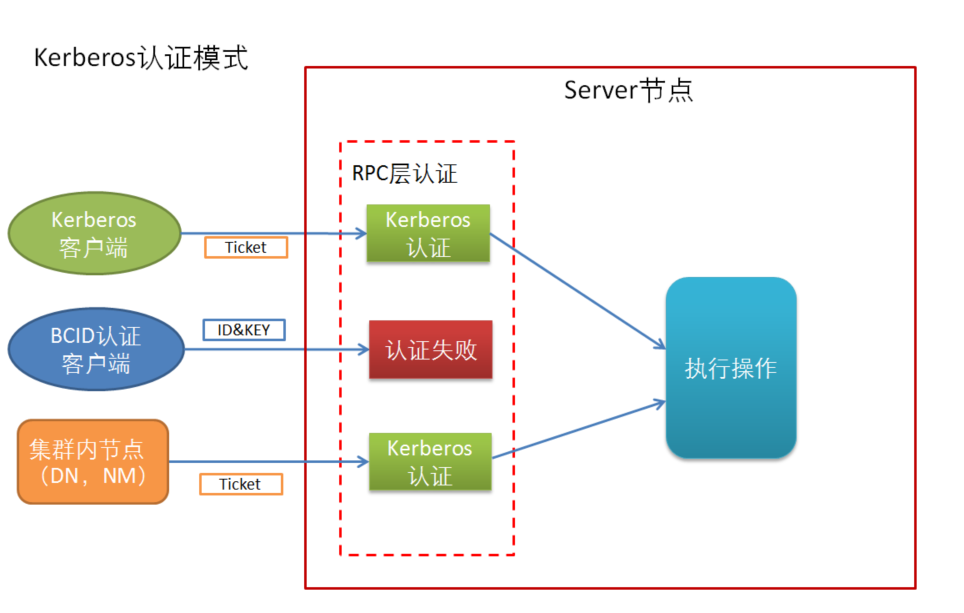 Kerberos认证模式
Server节点
RPC层认证
Kerberos
客户端
Ticket
Kerberos
认证
BCID认证
客户端
ID&KEY
认证失败
执行操作
集群内节点
（DN，NM）
Ticket
Kerberos
认证